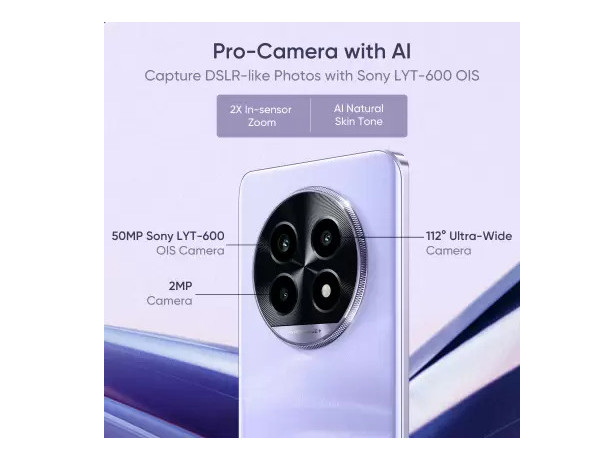 Pro-Camera with AI
Capture DSLR-like Photos with Sony LYT-600 OIS
2X In-sensor
Zoom
AI Natural
Skin Tone
50MP Sony LYT-600
OIS Camera
112° Ultra-Wide
Camera
2MP
Camera